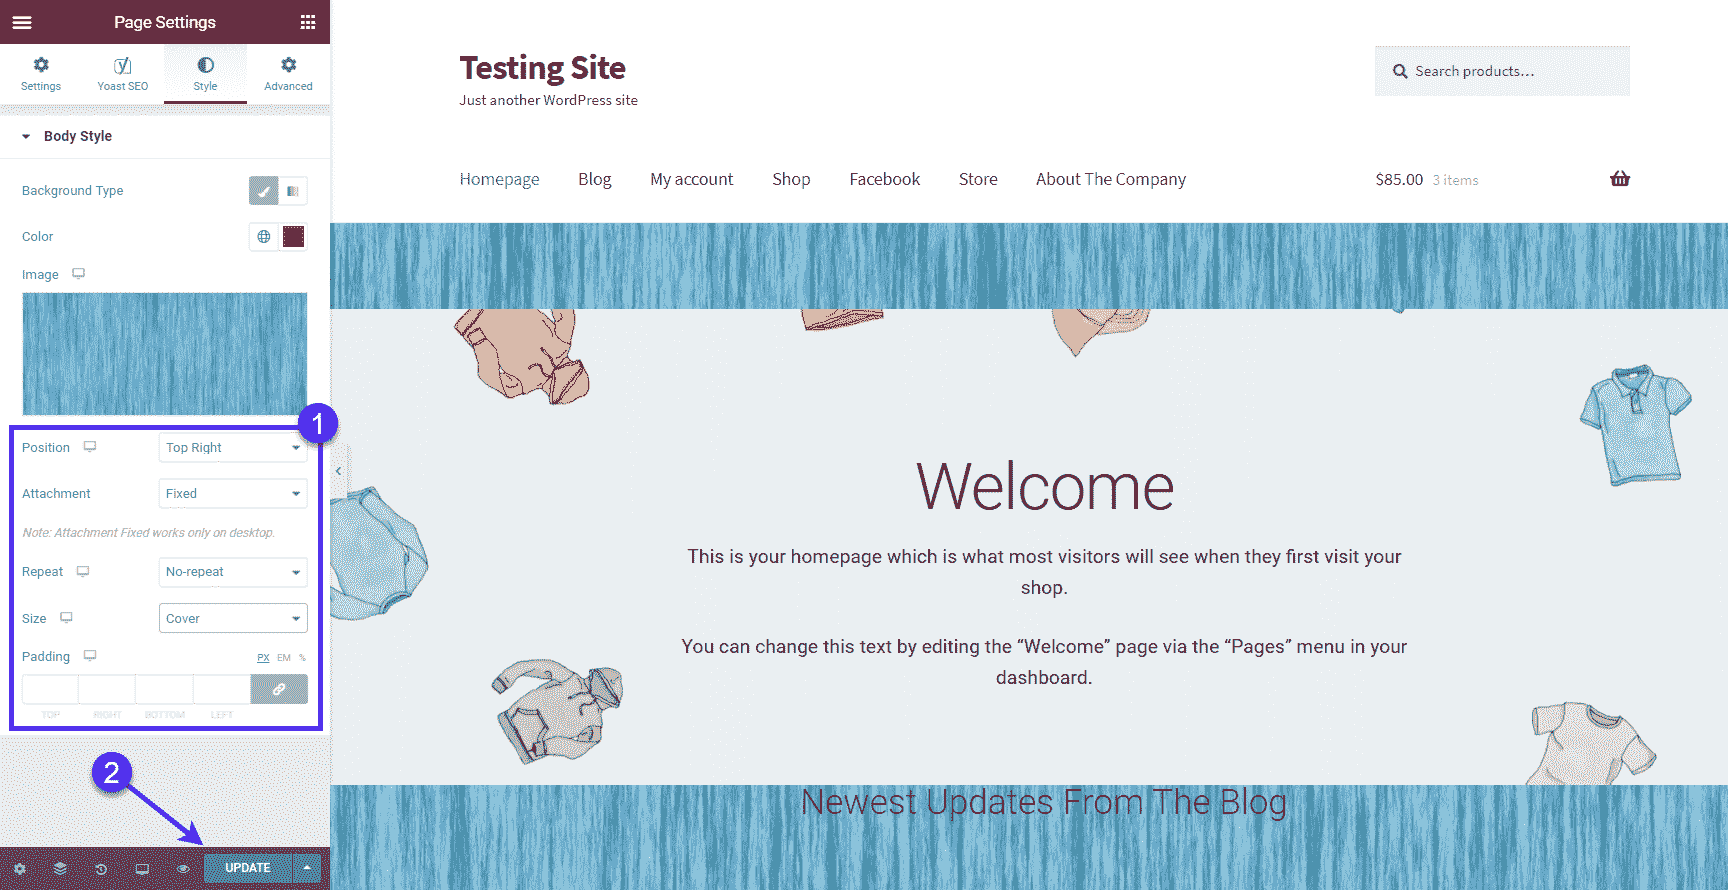 Page Settings
Settings
Yoast SEO
Style
Advanced
Body Style
Background Type
Color
Image
1
Position
Top Right
Attachment
Fixed
Note: Attachment Fixed works only on desktop.
Repeat
No-repeat
Size
Cover
Padding
PX EM %
TOP RIGHT BOTTOM LEFT
2
UPDATE
Testing Site
Just another WordPress site
Search products…
Homepage Blog My account Shop Facebook Store About The Company
$85.00 3 items
Welcome
This is your homepage which is what most visitors will see when they first visit your
shop.
You can change this text by editing the “Welcome” page via the “Pages” menu in your
dashboard.
Newest Updates From The Blog